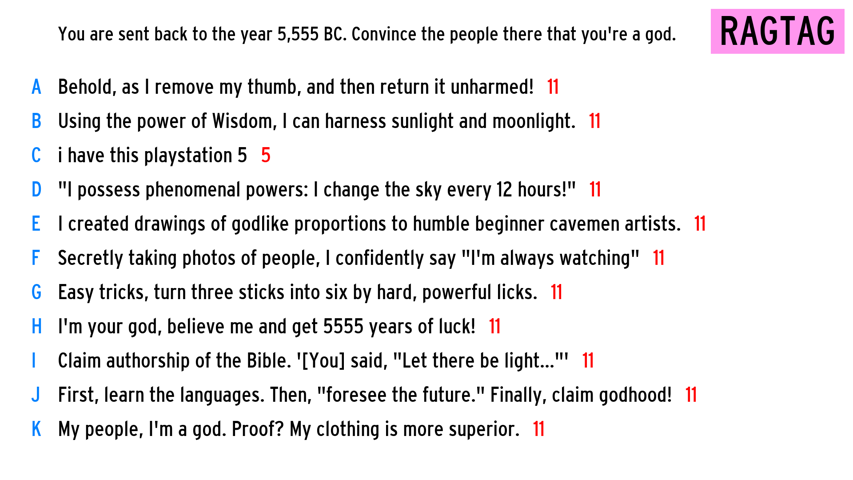 You are sent back to the year 5,555 BC. Convince the people there that you're a god.
RAGTAG
A Behold, as I remove my thumb, and then return it unharmed! 11
B Using the power of Wisdom, I can harness sunlight and moonlight. 11
C i have this playstation 5 5
D "I possess phenomenal powers: I change the sky every 12 hours!" 11
E I created drawings of godlike proportions to humble beginner cavemen artists. 11
F Secretly taking photos of people, I confidently say "I'm always watching" 11
G Easy tricks, turn three sticks into six by hard, powerful licks. 11
H I'm your god, believe me and get 5555 years of luck! 11
I Claim authorship of the Bible. '[You] said, "Let there be light..."' 11
J First, learn the languages. Then, "foresee the future." Finally, claim godhood! 11
K My people, I'm a god. Proof? My clothing is more superior. 11